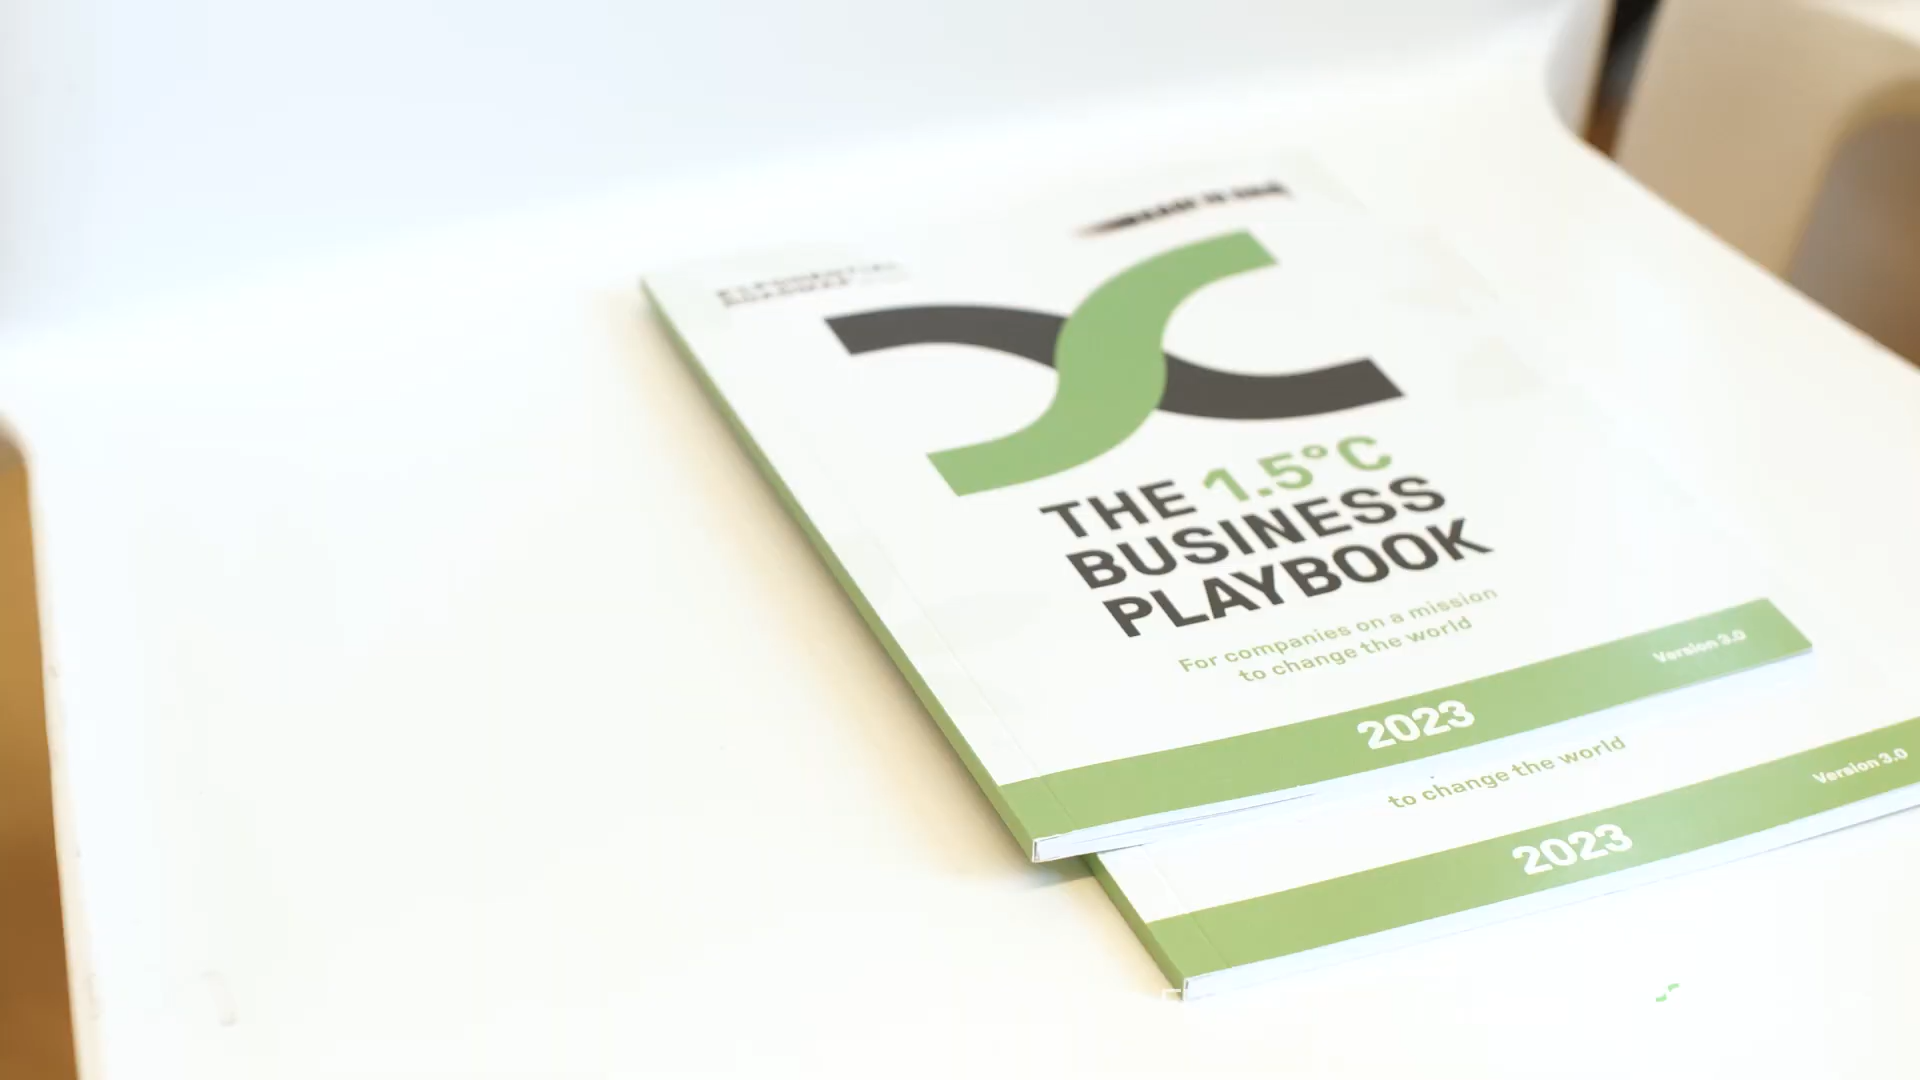 THE 1.5°C
BUSINESS
PLAYBOOK
For companies on a mission
to change the world
Version 3.0
2023
to change the world
Version 3.0
2023